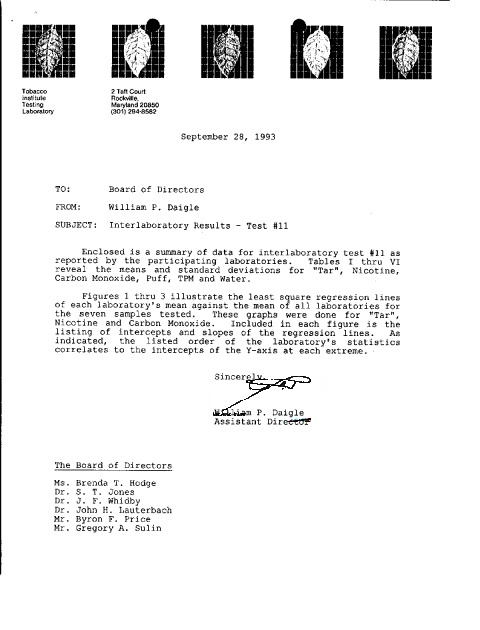 Tobacco
Institute
Testing
Laboratory
2 Taft Court
Rockville,
Maryland 20850
(301) 294-8562
September 28, 1993
TO: Board of Directors
FROM: William P. Daigle
SUBJECT: Interlaboratory Results - Test #11
Enclosed is a summary of data for interlaboratory test #11 as
reported by the participating laboratories. Tables I thru VI
reveal the means and standard deviations for "Tar", Nicotine,
Carbon Monoxide, Puff, TPM and Water.
Figures 1 thru 3 illustrate the least square regression lines
of each laboratory's mean against the mean of all laboratories for
the seven samples tested. These graphs were done for "Tar",
Nicotine and Carbon Monoxide. Included in each figure is the
listing of intercepts and slopes of the regression lines. As
indicated, the listed order of the laboratory's statistics
correlates to the intercepts of the Y-axis at each extreme.
Sincerely,
William P. Daigle
Assistant Director
The Board of Directors
Ms. Brenda T. Hodge
Dr. S. T. Jones
Dr. J. F. Whidby
Dr. John H. Lauterbach
Mr. Byron F. Price
Mr. Gregory A. Sulin